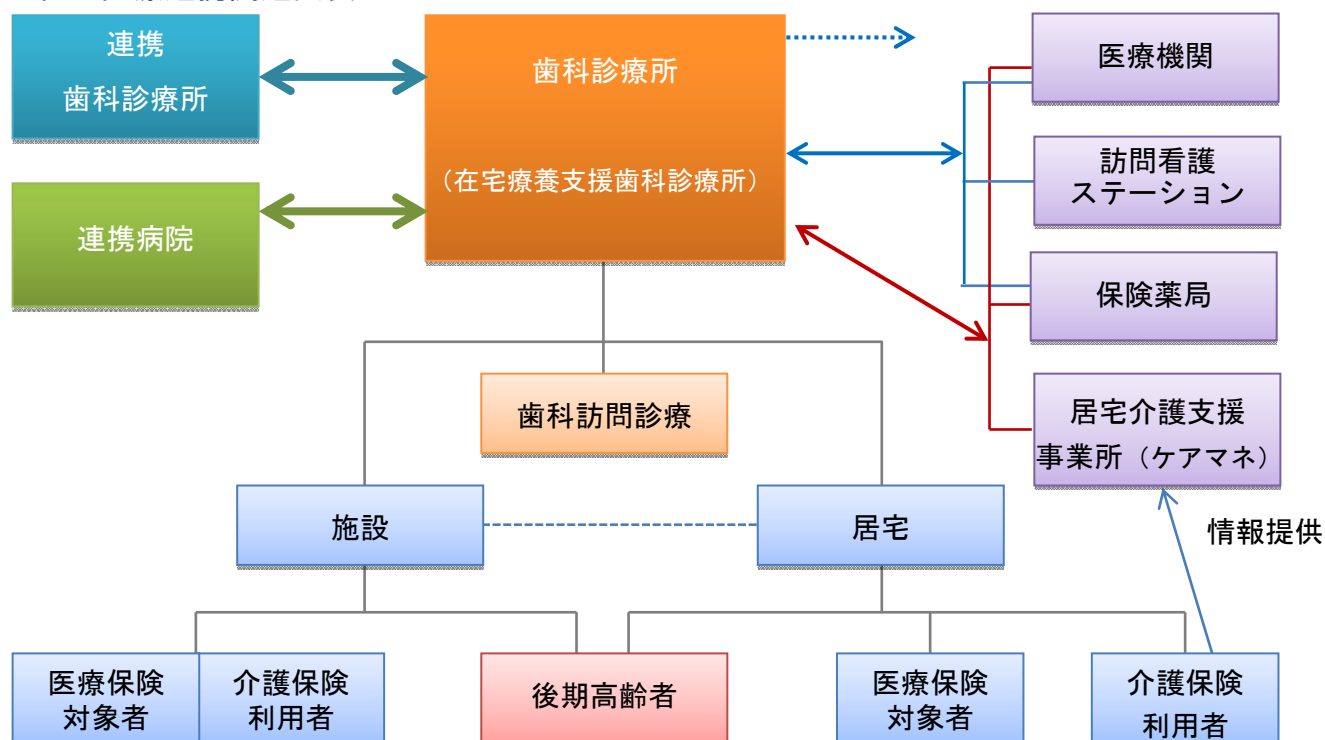 連携
歯科診療所
歯科診療所
（在宅療養支援歯科診療所）
連携病院
医療機関
訪問看護
ステーション
保険薬局
居宅介護支援
事業所（ケアマネ）
歯科訪問診療
施設
居宅
情報提供
医療保険
対象者
介護保険
利用者
後期高齢者
医療保険
対象者
介護保険
利用者